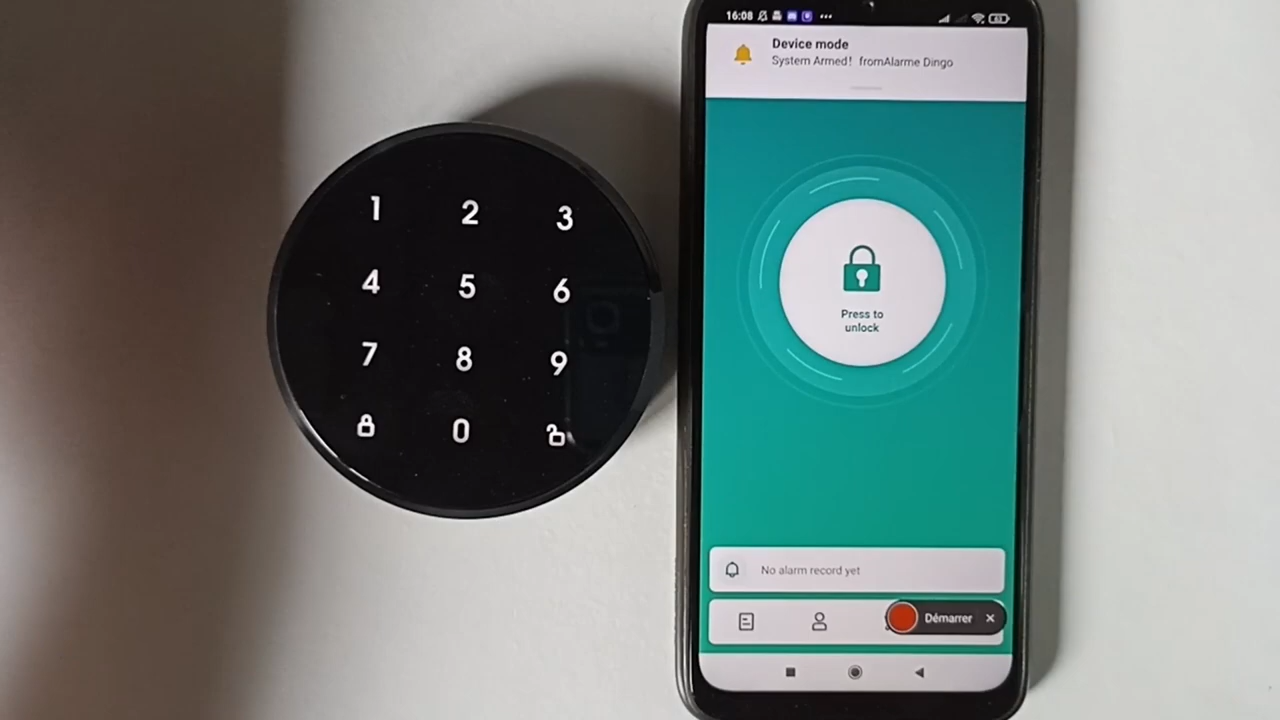 1 2 3
4 5 6
7 8 9
0
16:08
Device mode
System Armed! fromAlarme Dingo
Press to
unlock
No alarm record yet
Démarrer